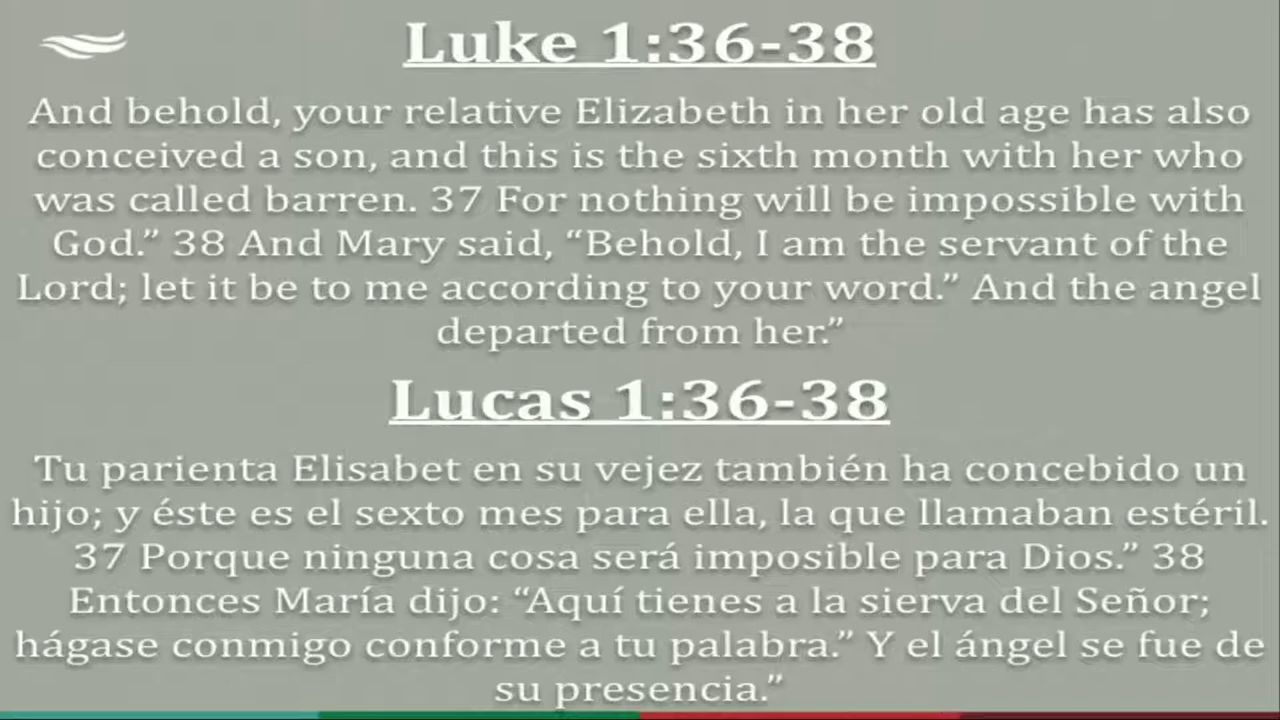 Luke 1:36-38
And behold, your relative Elizabeth in her old age has also
conceived a son, and this is the sixth month with her who
was called barren. 37 For nothing will be impossible with
God.” 38 And Mary said, “Behold, I am the servant of the
Lord; let it be to me according to your word.” And the angel
departed from her.”
Lucas 1:36-38
Tu parienta Elisabet en su vejez también ha concebido un
hijo; y éste es el sexto mes para ella, la que llamaban estéril.
37 Porque ninguna cosa será imposible para Dios.” 38
Entonces María dijo: “Aquí tienes a la sierva del Señor;
hágase conmigo conforme a tu palabra.” Y el ángel se fue de
su presencia.”